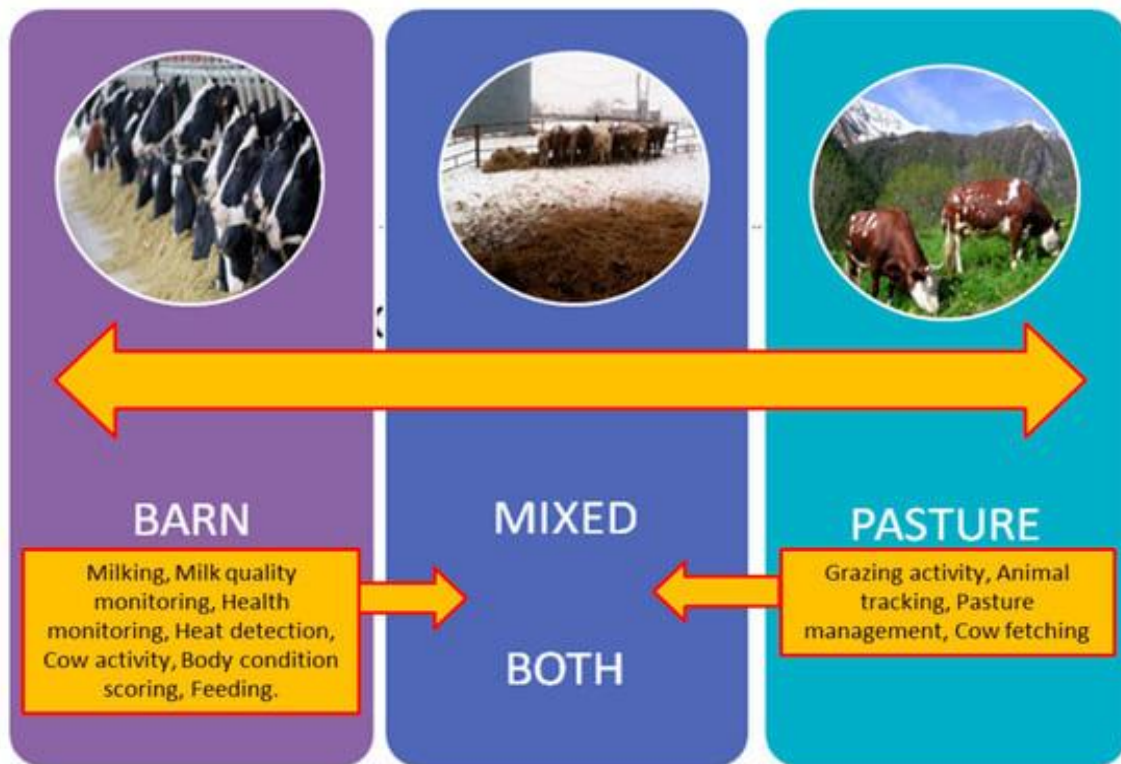 BARN
Milking, Milk quality
monitoring, Health
monitoring, Heat detection,
Cow activity, Body condition
scoring, Feeding.
MIXED
BOTH
PASTURE
Grazing activity, Animal
tracking, Pasture
management, Cow fetching